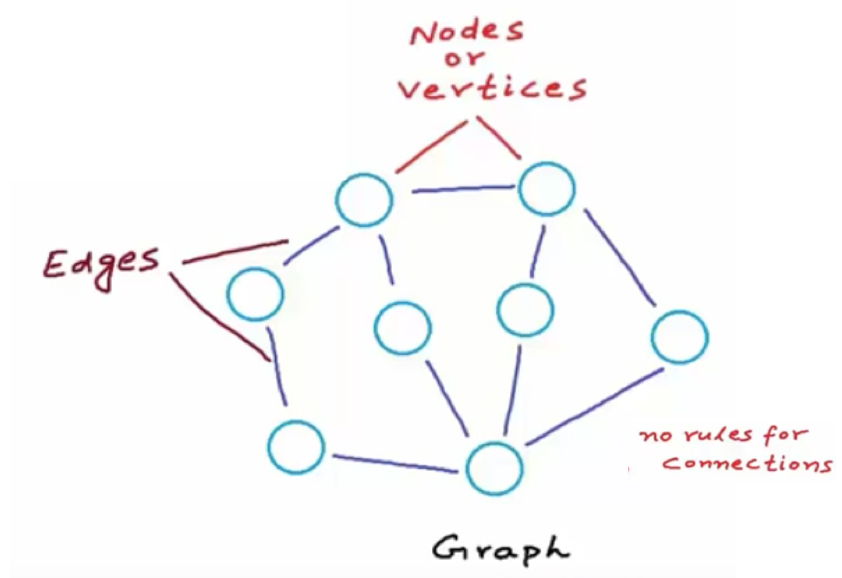 Nodes
or
vertices
Edges
no rules for
connections
Graph